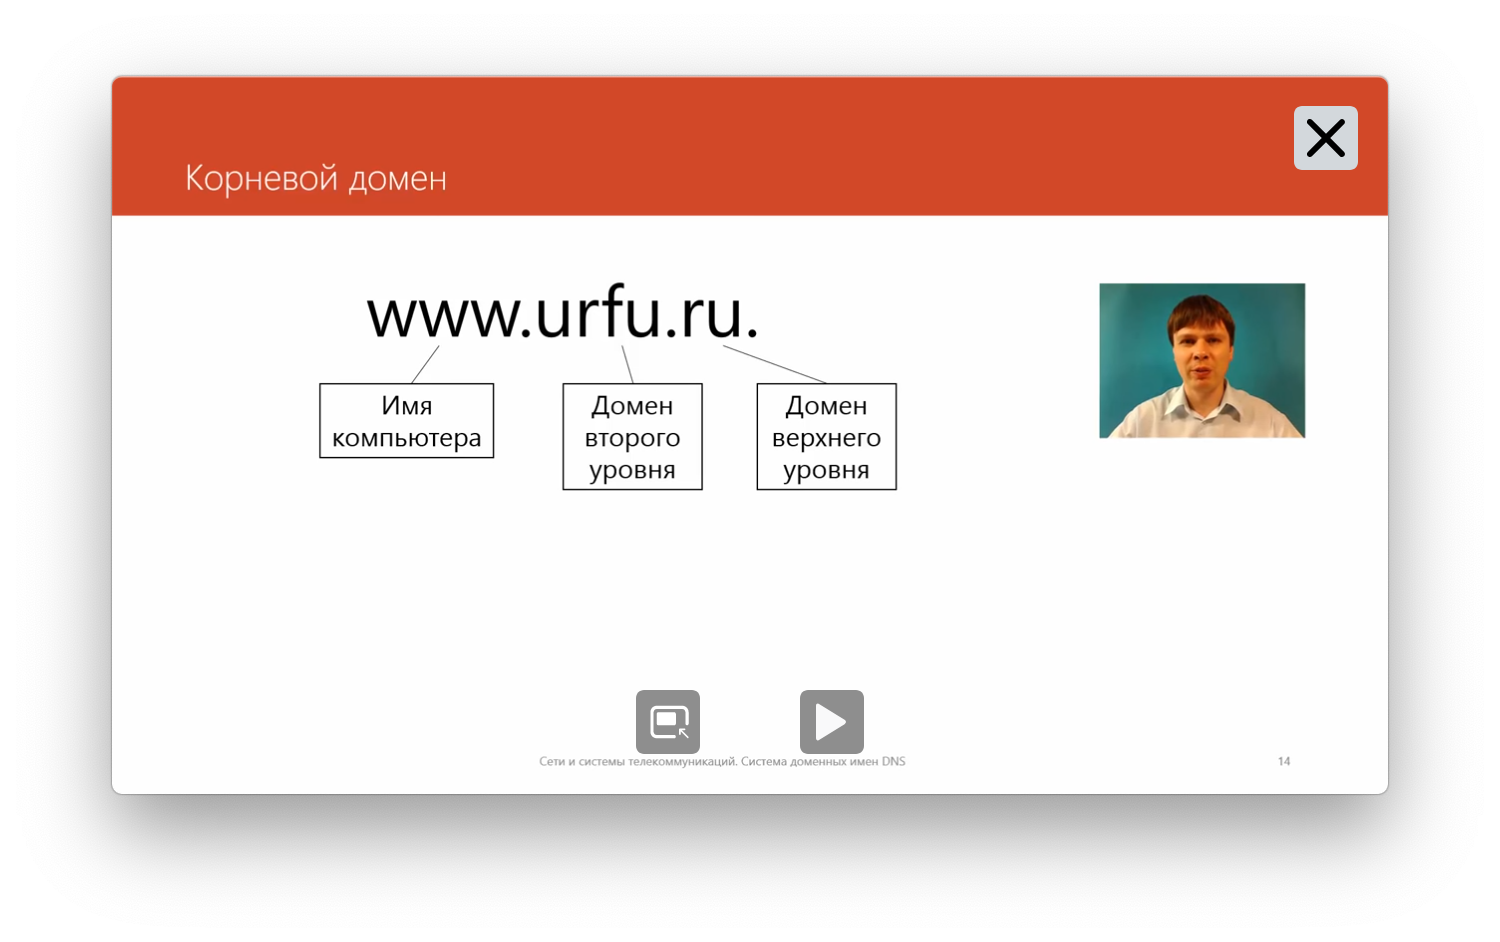 Корневой домен
www.urfu.ru.
Имя
компьютера
Домен
второго
уровня
Домен
верхнего
уровня
Сети и системы телекоммуникаций. Система доменных имен DNS
14